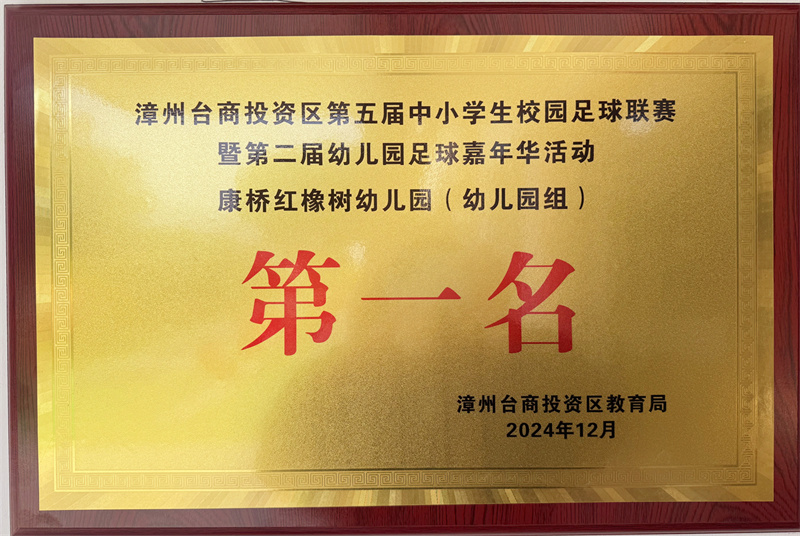 漳州台商投资区第五届中小学生校园足球联赛
暨第二届幼儿园足球嘉年华活动
康桥红橡树幼儿园（幼儿园组）
第一名
漳州台商投资区教育局
2024年12月